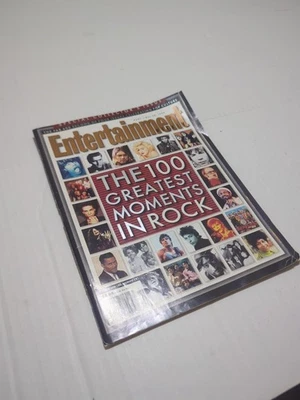 Entertainment
THE 100
GREATEST
MOMENTS
IN ROCK